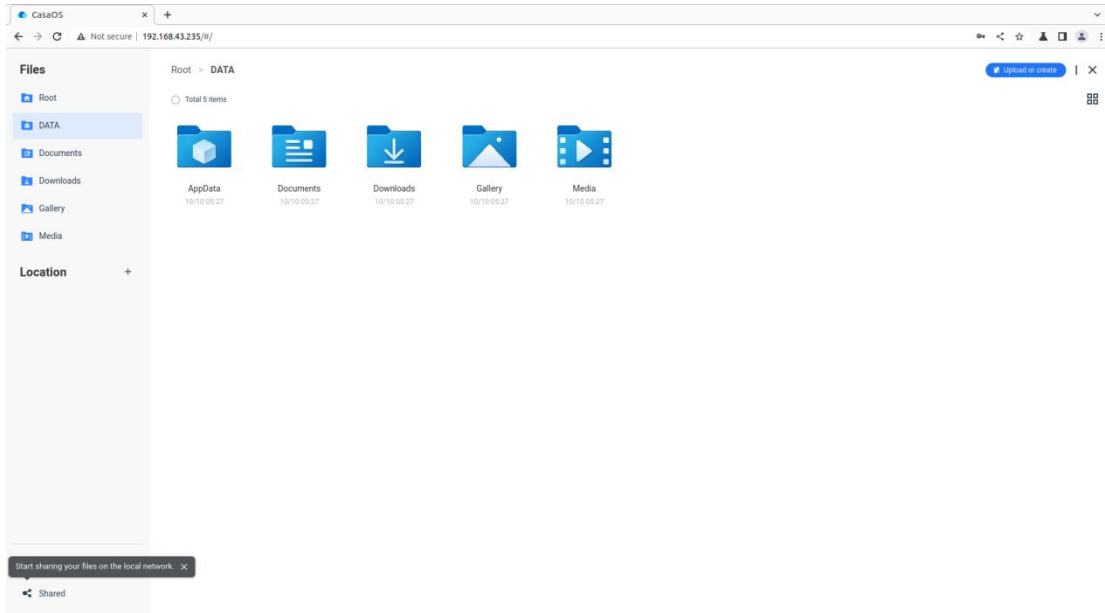 CasaOS
Not secure | 192.168.43.235/#/
Files
Root
DATA
Documents
Downloads
Gallery
Media
Location +
Root > DATA
Upload or create
Total 5 items
AppData
10/10 05:27
Documents
10/10 05:27
Downloads
10/10 05:27
Gallery
10/10 05:27
Media
10/10 05:27
Start sharing your files on the local network.
Shared